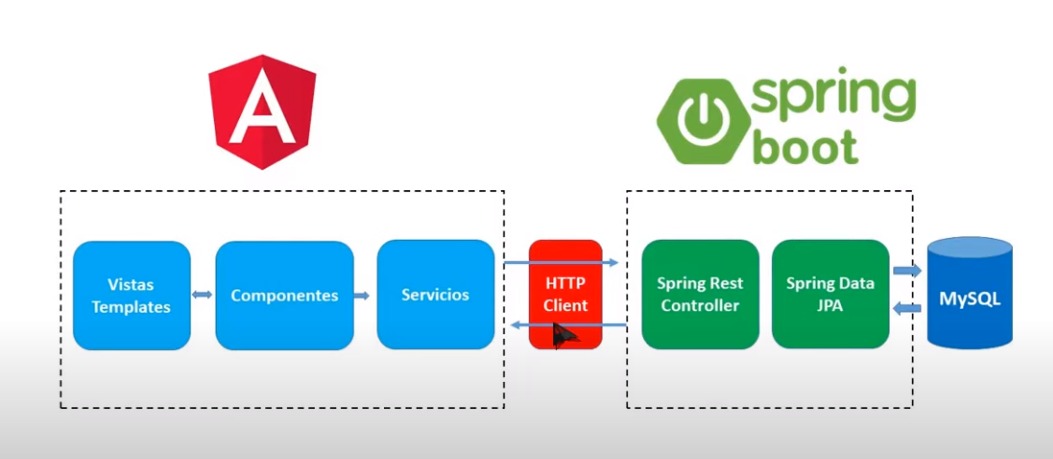 A
spring
boot
Vistas
Templates
Componentes
Servicios
HTTP
Client
Spring Rest
Controller
Spring Data
JPA
MySQL